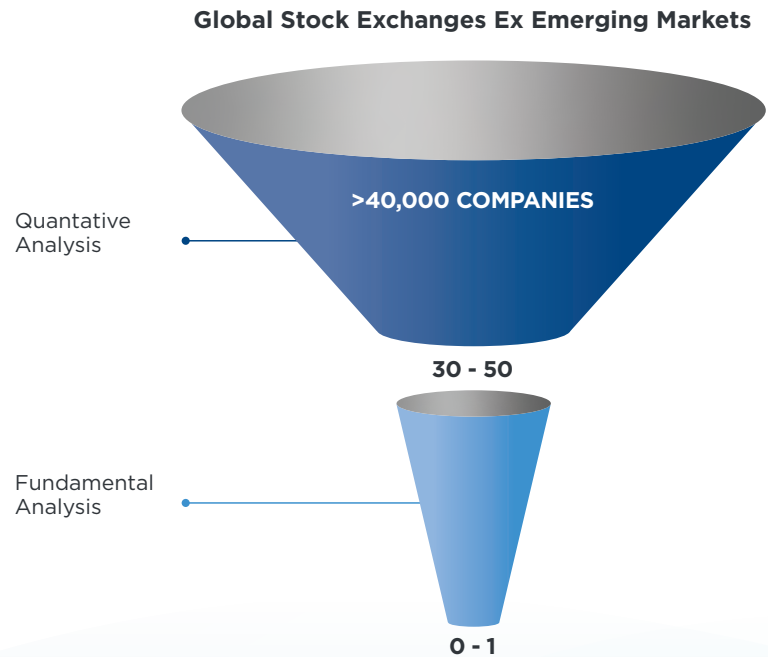 Global Stock Exchanges Ex Emerging Markets
>40,000 COMPANIES
Quantative
Analysis
30 - 50
Fundamental
Analysis
0 - 1